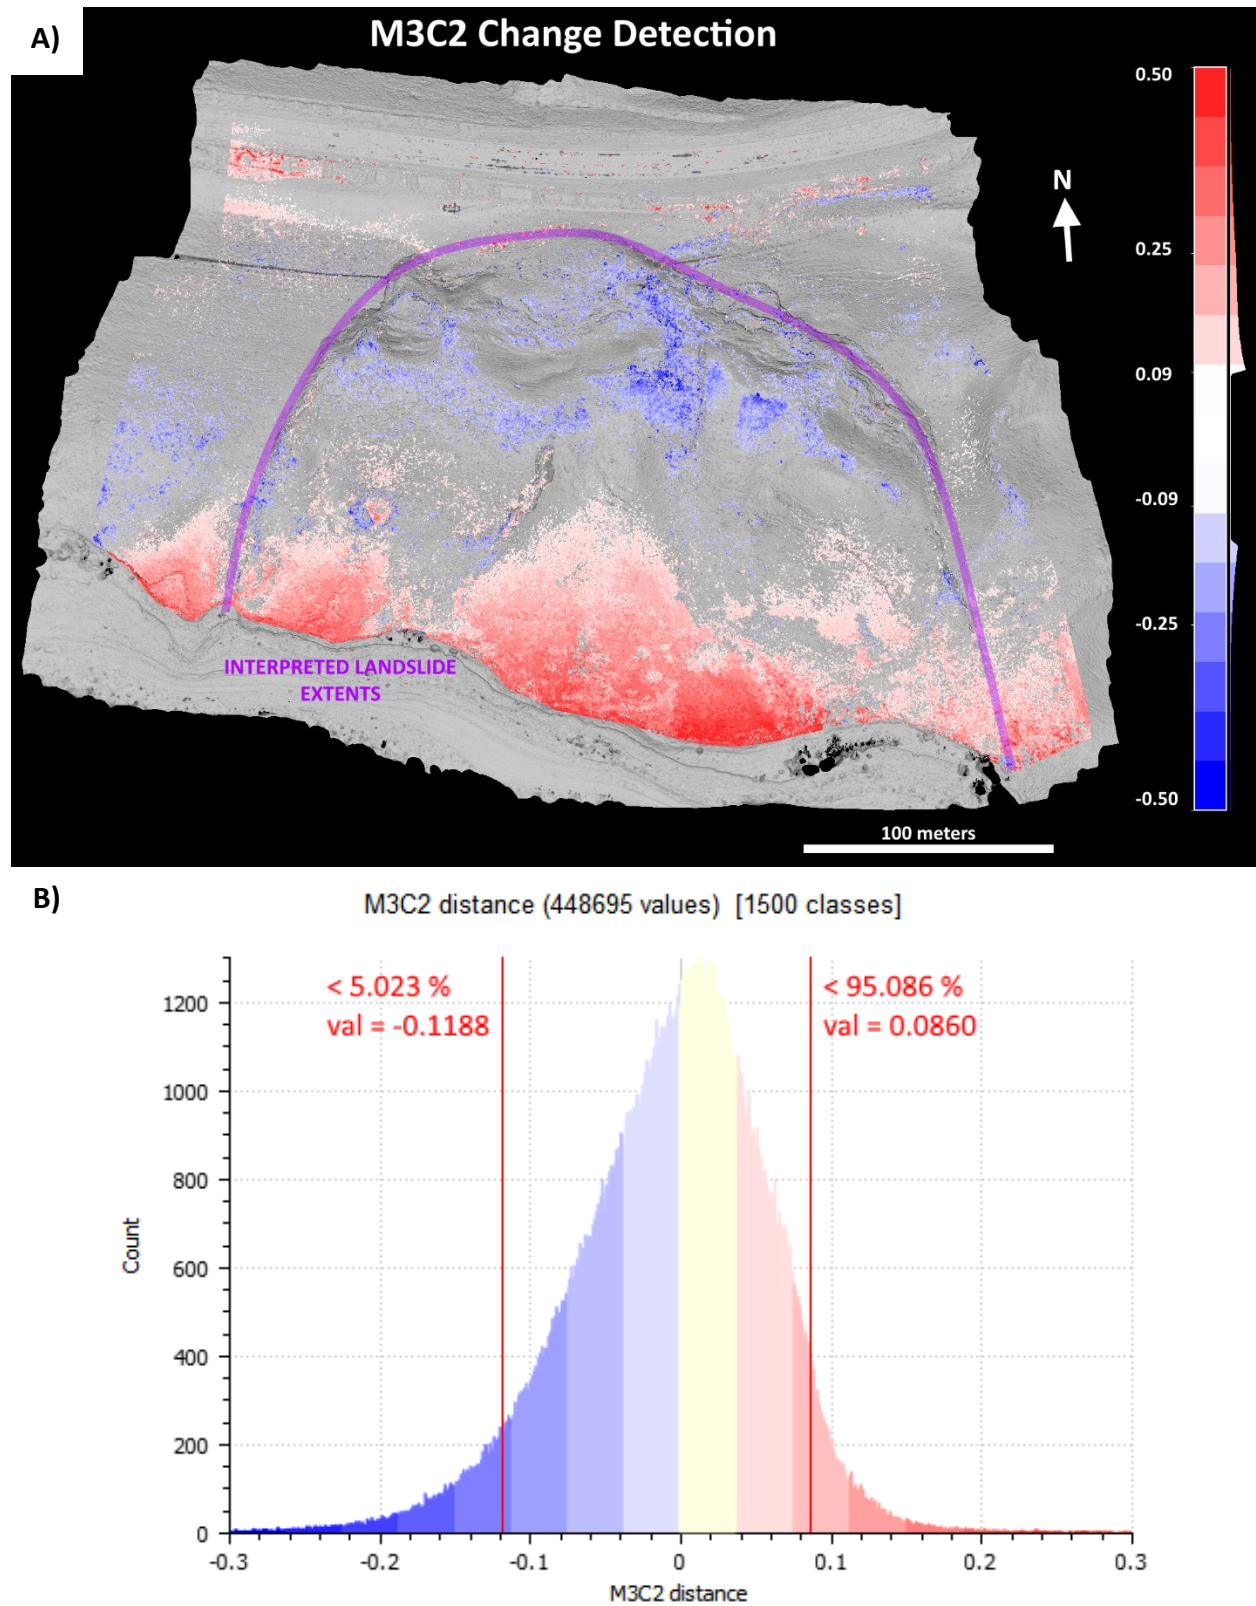 A)
M3C2 Change Detection
0.50
N
0.25
0.09
-0.09
-0.25
INTERPRETED LANDSLIDE
EXTENTS
-0.50
100 meters
B)
M3C2 distance (448695 values) [1500 classes]
< 5.023 %
val = -0.1188
< 95.086 %
val = 0.0860
1200
1000
800
600
400
200
0
Count
-0.3
-0.2
-0.1
0
0.1
0.2
0.3
M3C2 distance